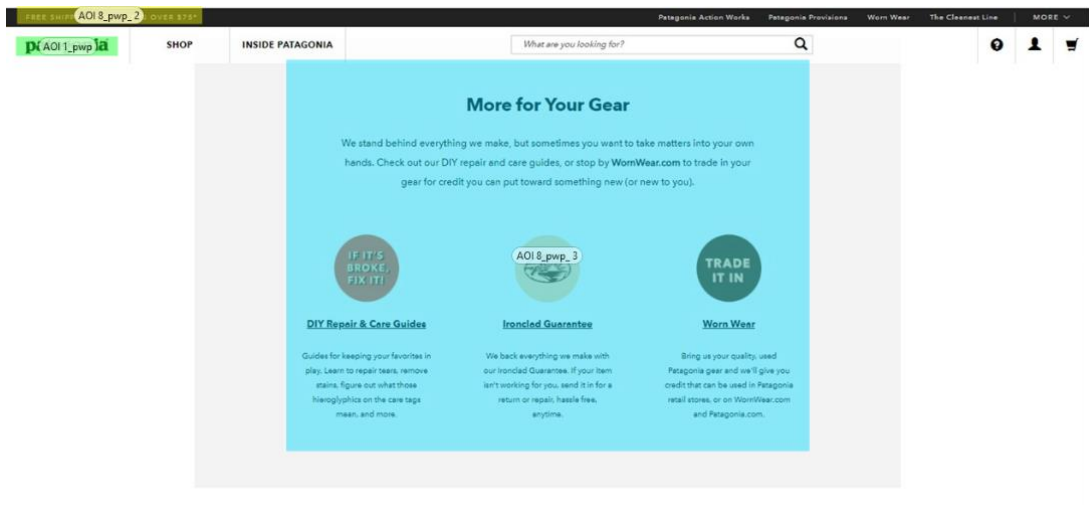 FREE SHIPP AOI 8_pwp_ 2 OVER $75*
Patagonia Action Works Patagonia Provisions Worn Wear The Cleanest Line | MORE
AOI 1_pwp
SHOP INSIDE PATAGONIA What are you looking for?
More for Your Gear
We stand behind everything we make, but sometimes you want to take matters into your own
hands. Check out our DIY repair and care guides, or stop by WornWear.com to trade in your
gear for credit you can put toward something new (or new to you).
IF IT'S
BROKE,
FIX IT!
AOI 8_pwp_ 3
TRADE
IT IN
DIY Repair & Care Guides
Guides for keeping your favorites in
play. Learn to repair tears, remove
stains, figure out what those
hieroglyphics on the care tags
mean, and more.
Ironclad Guarantee
We back everything we make with
our Ironclad Guarantee. If your item
isn't working for you, send it in for a
return or repair, hassle free,
anytime.
Worn Wear
Bring us your quality, used
Patagonia gear and we'll give you
credit that can be used in Patagonia
retail stores, or on WornWear.com
and Patagonia.com.